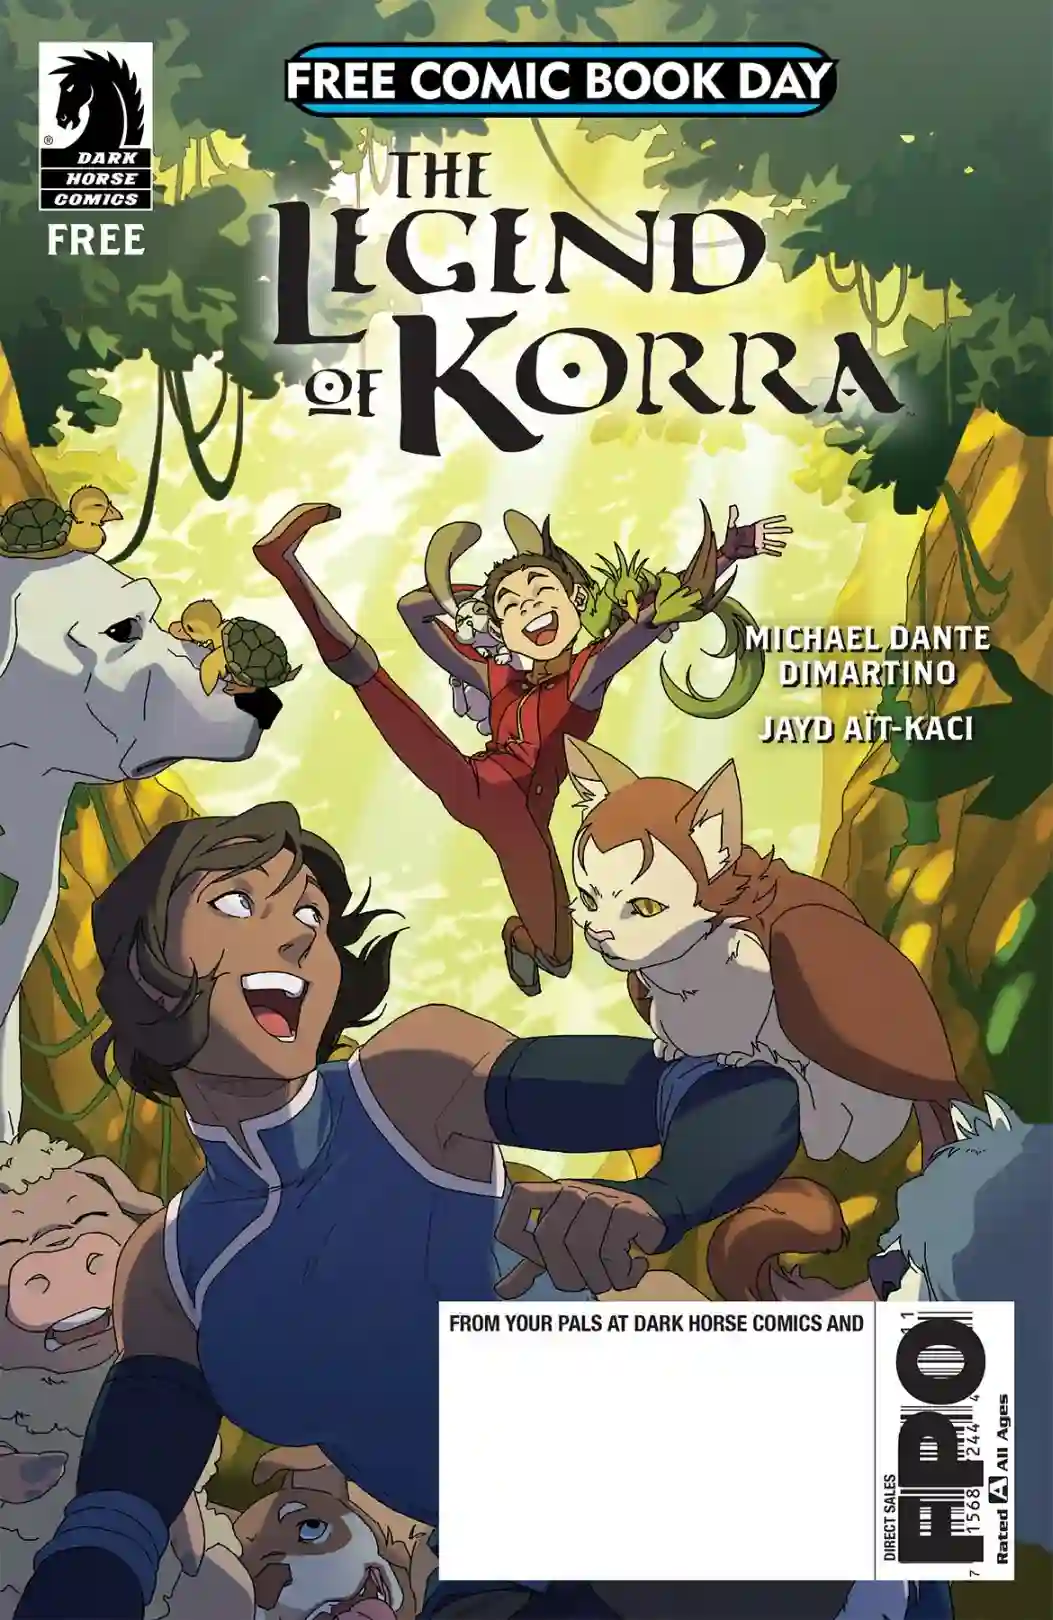 FREE COMIC BOOK DAY
DARK
HORSE
COMICS
®
FREE
THE
LEGEND
OF KORRA
MICHAEL DANTE
DIMARTINO
JAYD AÏT-KACI
FROM YOUR PALS AT DARK HORSE COMICS AND
DIRECT SALES
FPO
Rated A All Ages